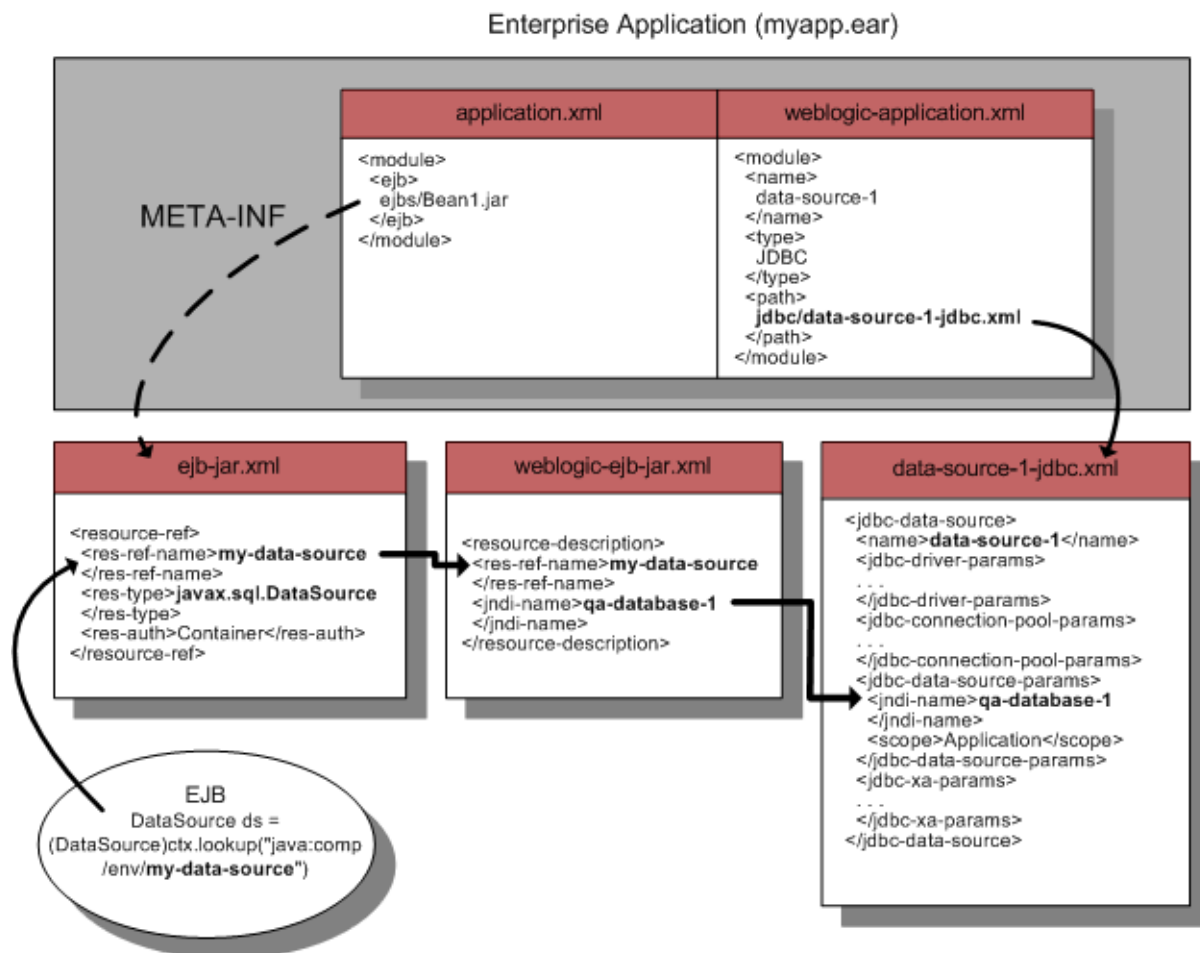 Enterprise Application (myapp.ear)
META-INF
application.xml
<module>
<ejb>
ejbs/Bean1.jar
</ejb>
</module>
weblogic-application.xml
<module>
<name>
data-source-1
</name>
<type>
JDBC
</type>
<path>
jdbc/data-source-1-jdbc.xml
</path>
</module>
ejb-jar.xml
<resource-ref>
<res-ref-name>my-data-source
</res-ref-name>
<res-type>javax.sql.DataSource
</res-type>
<res-auth>Container</res-auth>
</resource-ref>
weblogic-ejb-jar.xml
<resource-description>
<res-ref-name>my-data-source
</res-ref-name>
<jndi-name>qa-database-1
</jndi-name>
</resource-description>
data-source-1-jdbc.xml
<jdbc-data-source>
<name>data-source-1</name>
<jdbc-driver-params>
. . .
</jdbc-driver-params>
<jdbc-connection-pool-params>
. . .
</jdbc-connection-pool-params>
<jdbc-data-source-params>
<jndi-name>qa-database-1
</jndi-name>
<scope>Application</scope>
</jdbc-data-source-params>
<jdbc-xa-params>
. . .
</jdbc-xa-params>
</jdbc-data-source>
EJB
DataSource ds =
(DataSource)ctx.lookup("java:comp
/env/my-data-source")